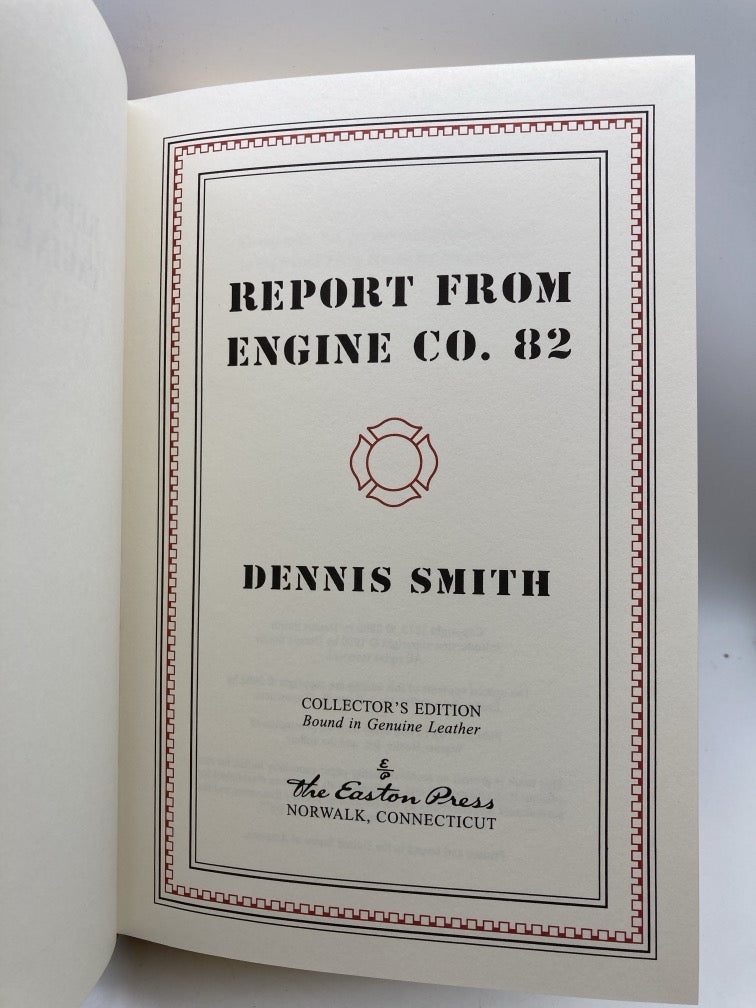 REPORT FROM
ENGINE CO. 82
DENNIS SMITH
COLLECTOR'S EDITION
Bound in Genuine Leather
The Easton Press
NORWALK, CONNECTICUT